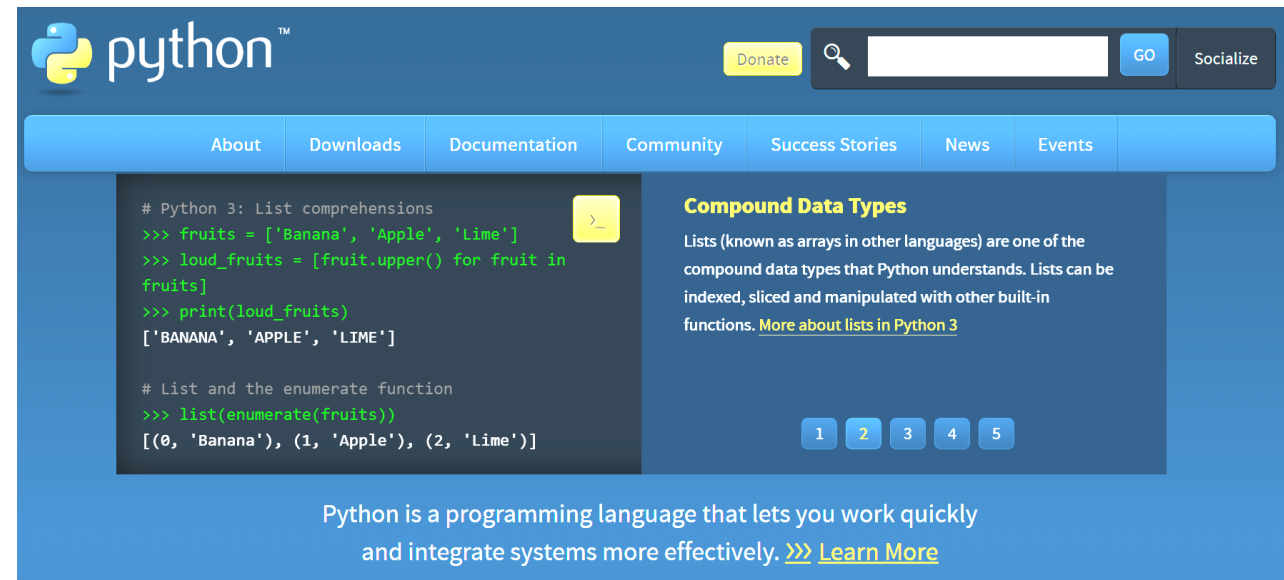 python™
Donate
GO
Socialize
About
Downloads
Documentation
Community
Success Stories
News
Events
# Python 3: List comprehensions
>>> fruits = ['Banana', 'Apple', 'Lime']
>>> loud_fruits = [fruit.upper() for fruit in
fruits]
>>> print(loud_fruits)
['BANANA', 'APPLE', 'LIME']
# List and the enumerate function
>>> list(enumerate(fruits))
[(0, 'Banana'), (1, 'Apple'), (2, 'Lime')]
>_
Compound Data Types
Lists (known as arrays in other languages) are one of the
compound data types that Python understands. Lists can be
indexed, sliced and manipulated with other built-in
functions. More about lists in Python 3
1 2 3 4 5
Python is a programming language that lets you work quickly
and integrate systems more effectively. >>> Learn More